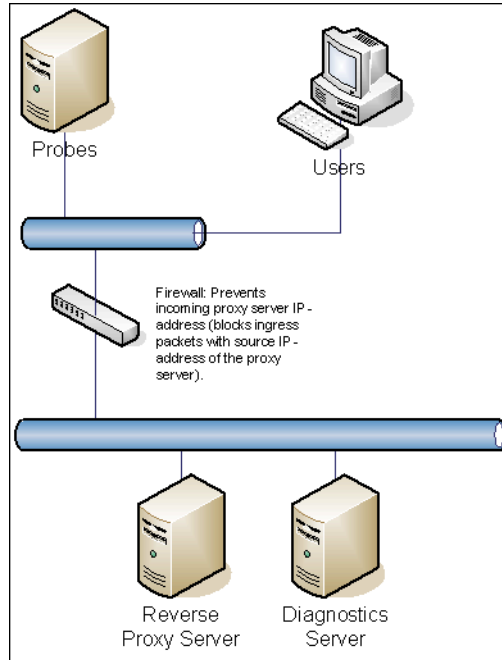 Probes
Users
Firewall: Prevents
incoming proxy server IP -
address (blocks ingress
packets with source IP -
address of the proxy
server).
Reverse
Proxy Server
Diagnostics
Server